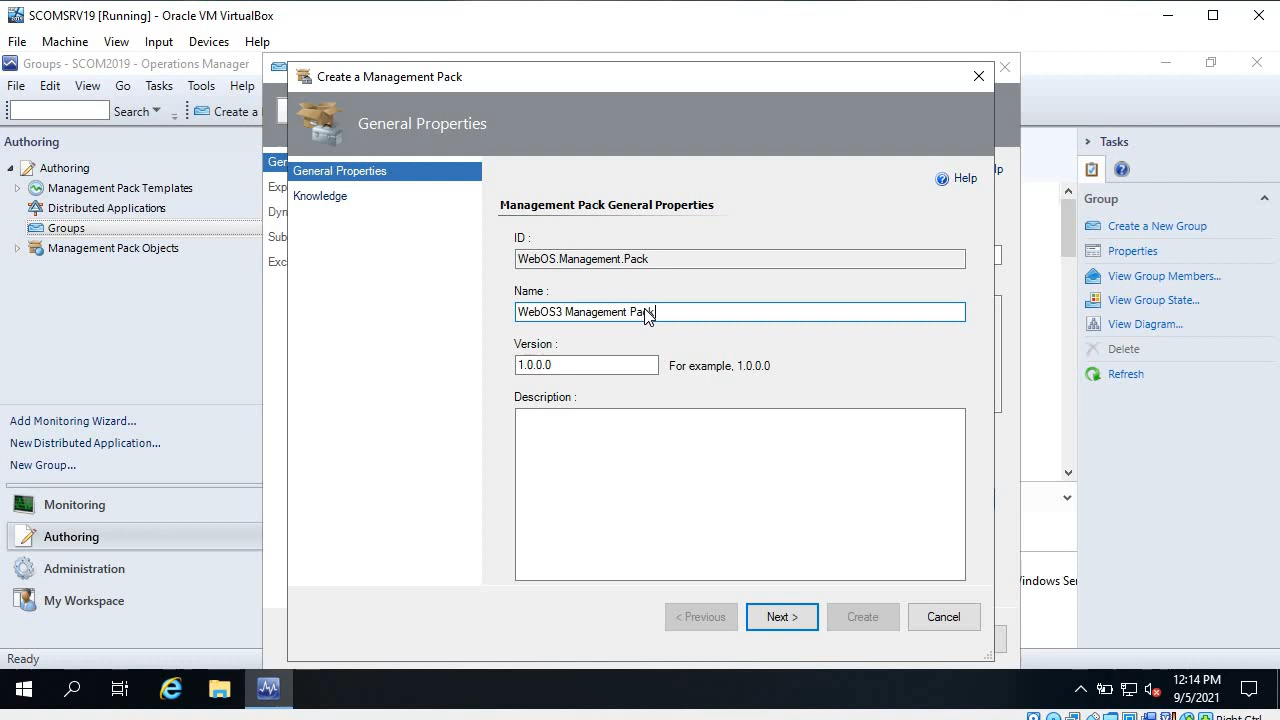 SCOMSRV19 [Running] - Oracle VM VirtualBox
File Machine View Input Devices Help
Groups - SCOM2019 - Operations Manager
File Edit View Go Tasks Tools Help
Search
Create a
Authoring
Authoring
Management Pack Templates
Distributed Applications
Groups
Management Pack Objects
Add Monitoring Wizard...
New Distributed Application...
New Group...
Monitoring
Authoring
Administration
My Workspace
Ready
Create a Management Pack
General Properties
General Properties
Knowledge
Help
Management Pack General Properties
ID :
WebOS.Management.Pack
Name :
WebOS3 Management Pack
Version :
1.0.0.0
For example, 1.0.0.0
Description :
< Previous
Next >
Create
Cancel
Tasks
Group
Create a New Group
Properties
View Group Members...
View Group State...
View Diagram...
Delete
Refresh
12:14 PM
9/5/2021
Right Ctrl